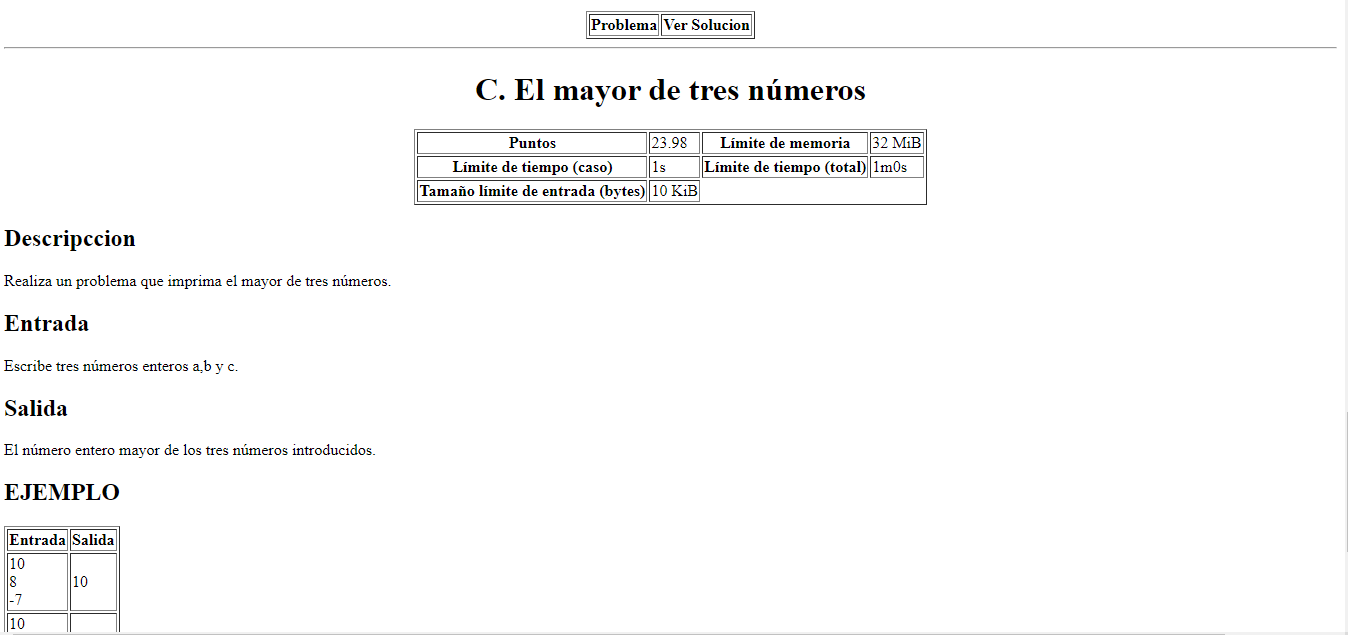 Problema Ver Solucion
C. El mayor de tres números
Puntos 23.98 Límite de memoria 32 MiB
Límite de tiempo (caso) 1s Límite de tiempo (total) 1m0s
Tamaño límite de entrada (bytes) 10 KiB
Descripccion
Realiza un problema que imprima el mayor de tres números.
Entrada
Escribe tres números enteros a,b y c.
Salida
El número entero mayor de los tres números introducidos.
EJEMPLO
Entrada Salida
10
8 10
-7
10